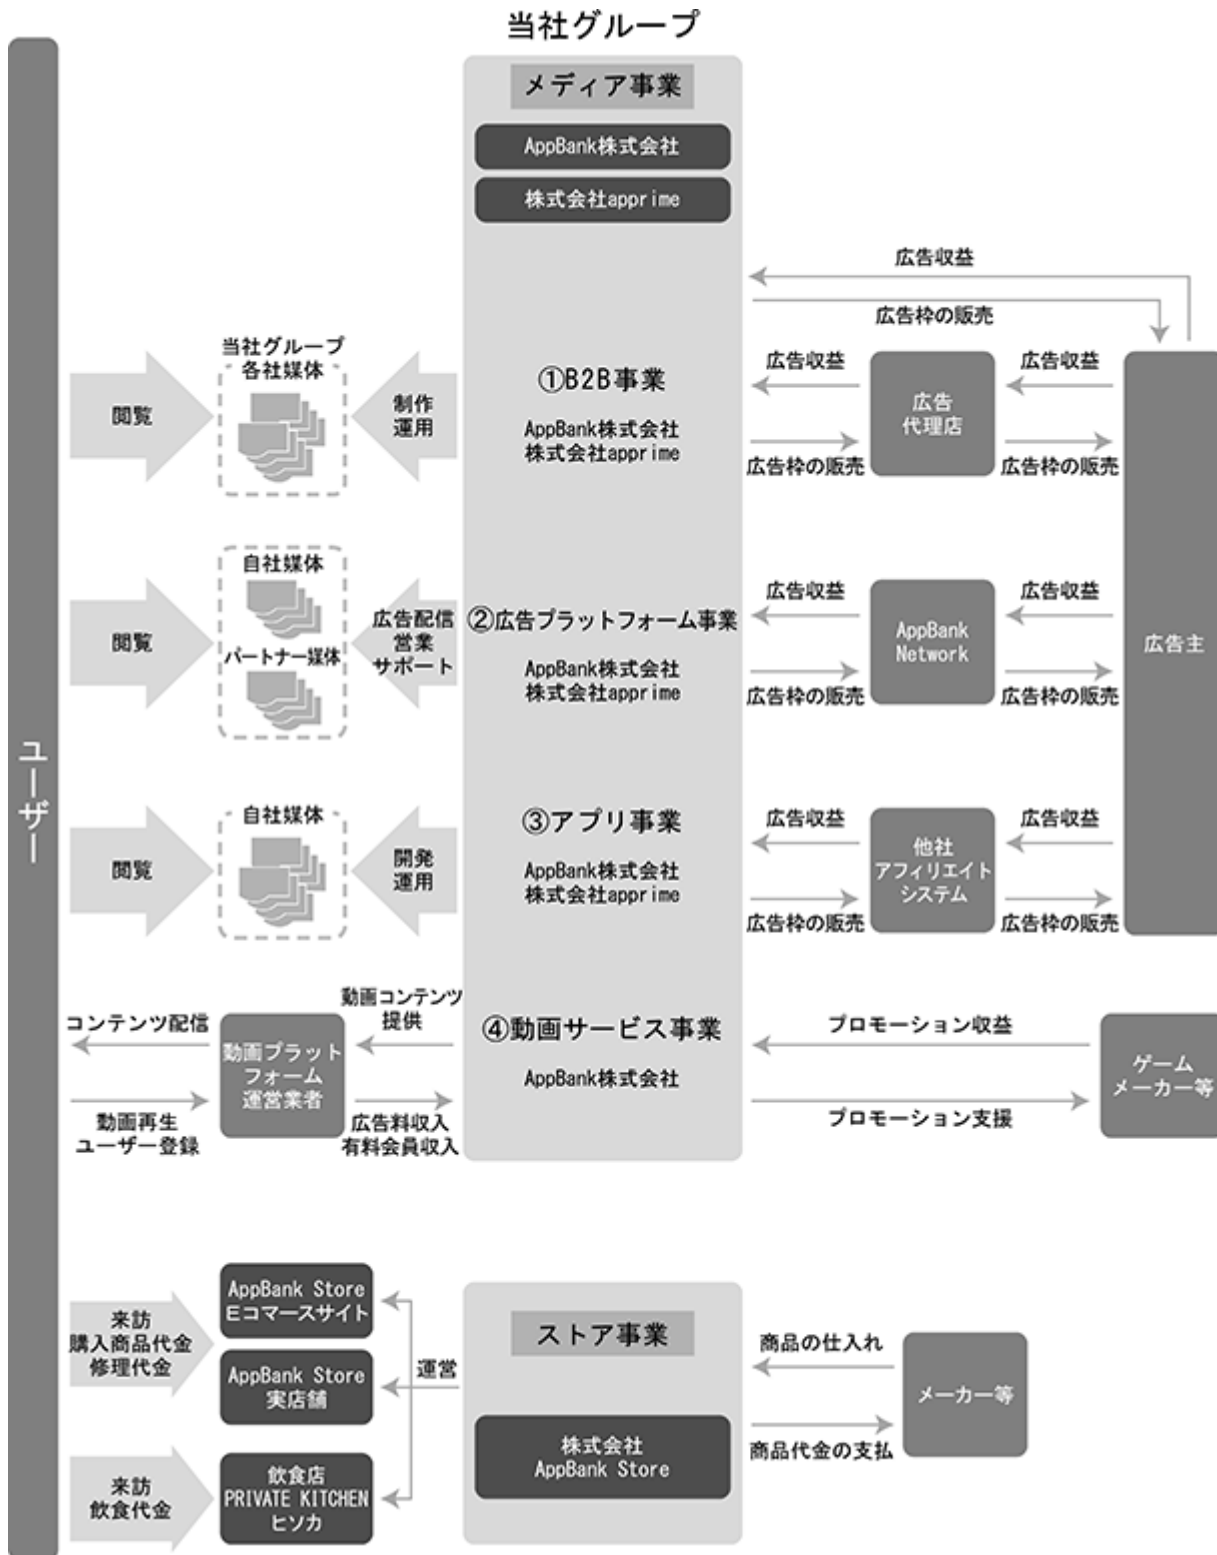 当社グループ
メディア事業
AppBank株式会社
株式会社apprime
広告収益
広告枠の販売
当社グループ
各社媒体
閲覧
制作
運用
①B2B事業
AppBank株式会社
株式会社apprime
広告収益
広告枠の販売
広告
代理店
広告収益
広告枠の販売
自社媒体
パートナー媒体
閲覧
広告配信
営業
サポート
②広告プラットフォーム事業
AppBank株式会社
株式会社apprime
広告収益
広告枠の販売
AppBank
Network
広告収益
広告枠の販売
広告主
ユーザー
自社媒体
閲覧
開発
運用
③アプリ事業
AppBank株式会社
株式会社apprime
広告収益
広告枠の販売
他社
アフィリエイト
システム
広告収益
広告枠の販売
コンテンツ配信
動画再生
ユーザー登録
動画プラット
フォーム
運営業者
動画コンテンツ
提供
広告料収入
有料会員収入
④動画サービス事業
AppBank株式会社
プロモーション収益
プロモーション支援
ゲーム
メーカー等
来訪
購入商品代金
修理代金
AppBank Store
Eコマースサイト
AppBank Store
実店舗
運営
ストア事業
株式会社
AppBank Store
商品の仕入れ
商品代金の支払
メーカー等
来訪
飲食代金
飲食店
PRIVATE KITCHEN
ヒソカ